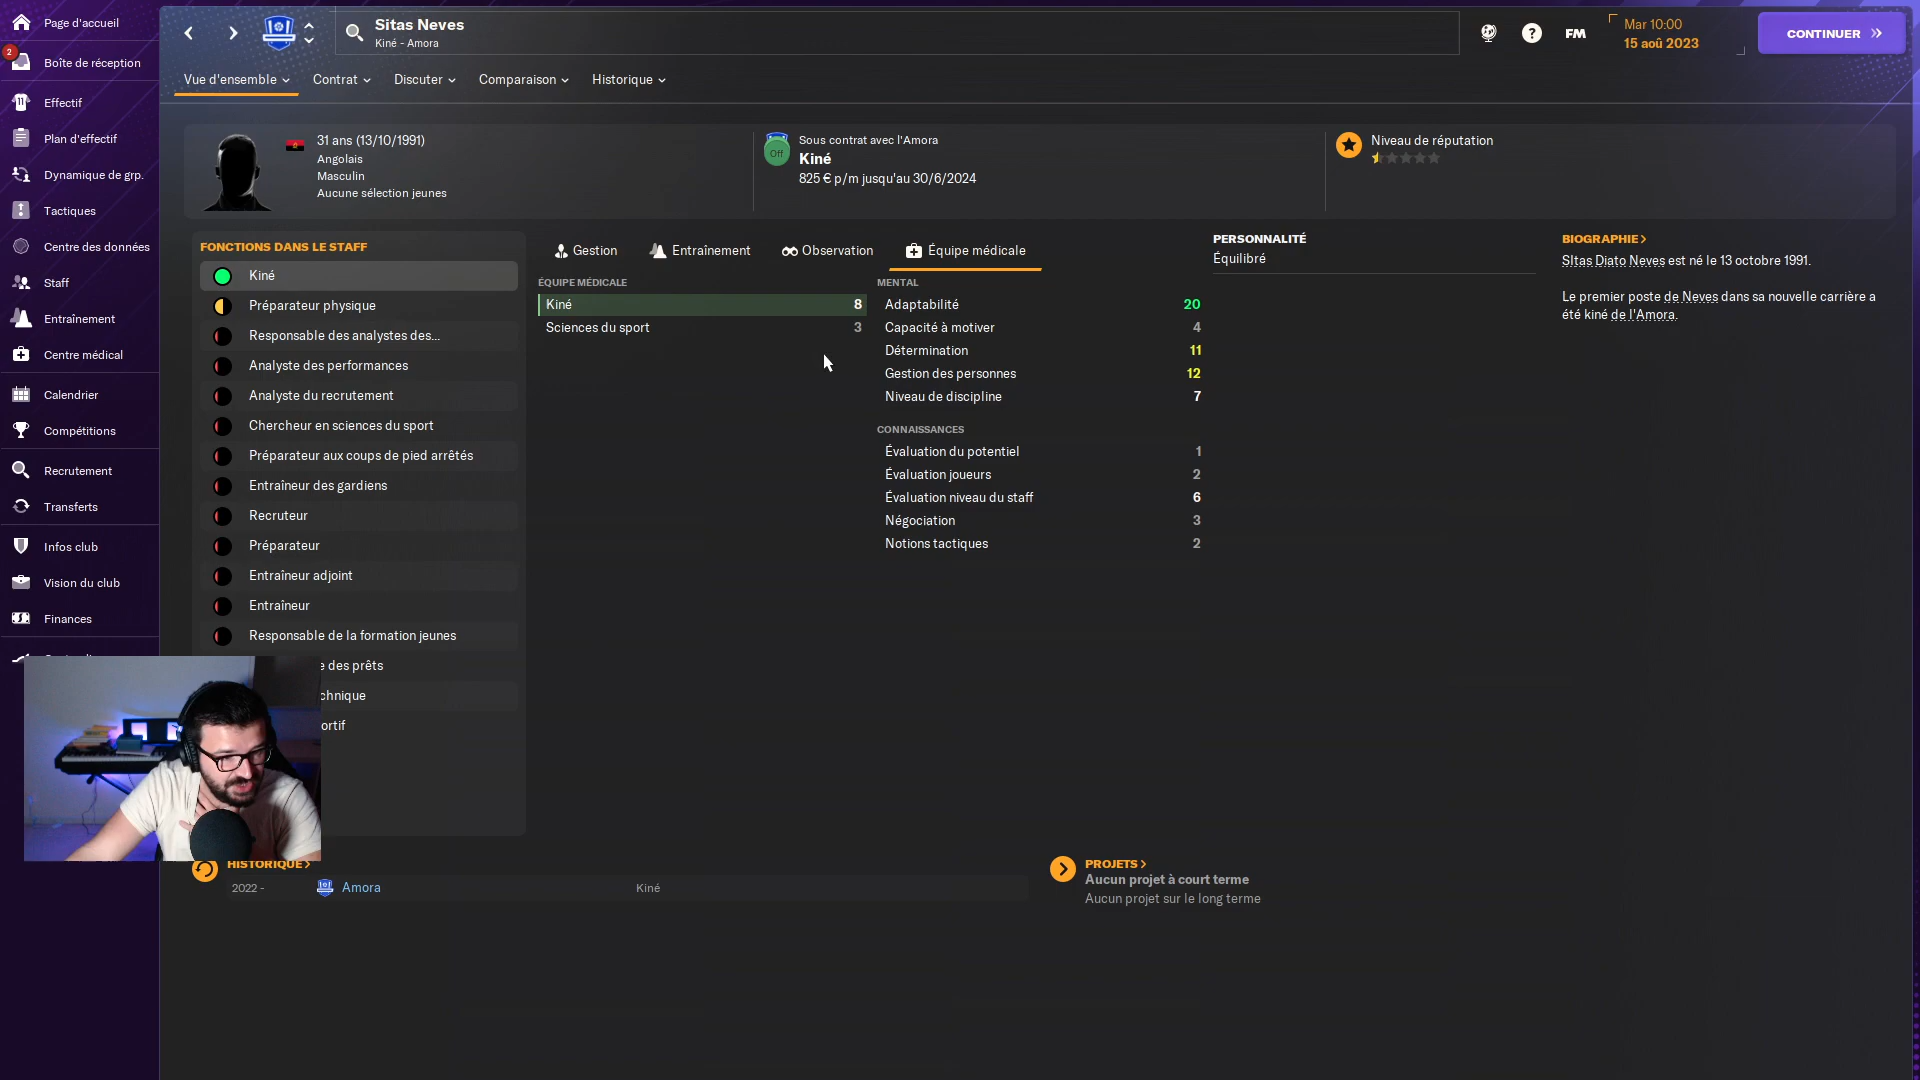 Page d'accueil
2
Boîte de réception
Effectif
Plan d'effectif
Dynamique de grp.
Tactiques
Centre des données
Staff
Entraînement
Centre médical
Calendrier
Compétitions
Recrutement
Transferts
Infos club
Vision du club
Finances
Sitas Neves
Kiné - Amora
FM
Mar 10:00
15 aoû 2023
CONTINUER
Vue d'ensemble
Contrat
Discuter
Comparaison
Historique
31 ans (13/10/1991)
Angolais
Masculin
Aucune sélection jeunes
Off
Sous contrat avec l'Amora
Kiné
825 € p/m jusqu'au 30/6/2024
Niveau de réputation
FONCTIONS DANS LE STAFF
Kiné
Préparateur physique
Responsable des analystes des...
Analyste des performances
Analyste du recrutement
Chercheur en sciences du sport
Préparateur aux coups de pied arrêtés
Entraîneur des gardiens
Recruteur
Préparateur
Entraîneur adjoint
Entraîneur
Responsable de la formation jeunes
e des prêts
chnique
ortif
Gestion
Entraînement
Observation
Équipe médicale
ÉQUIPE MÉDICALE
Kiné 8
Sciences du sport 3
MENTAL
Adaptabilité 20
Capacité à motiver 4
Détermination 11
Gestion des personnes 12
Niveau de discipline 7
CONNAISSANCES
Évaluation du potentiel 1
Évaluation joueurs 2
Évaluation niveau du staff 6
Négociation 3
Notions tactiques 2
PERSONNALITÉ
Équilibré
BIOGRAPHIE >
SItas Diato Neves est né le 13 octobre 1991.
Le premier poste de Neves dans sa nouvelle carrière a
été kiné de l'Amora.
HISTORIQUE >
2022 - Amora Kiné
PROJETS >
Aucun projet à court terme
Aucun projet sur le long terme